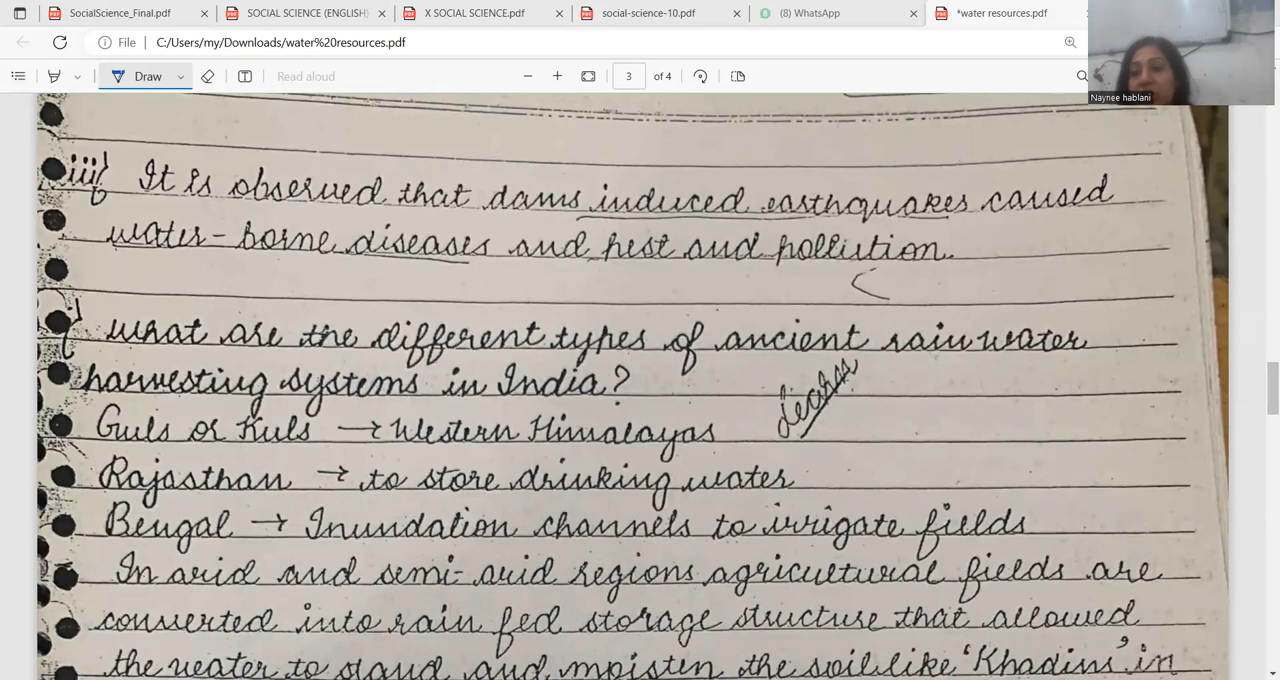 SocialScience_Final.pdf
SOCIAL SCIENCE (ENGLISH)
X SOCIAL SCIENCE.pdf
social-science-10.pdf
(8) WhatsApp
*water resources.pdf
File
C:/Users/my/Downloads/water%20resources.pdf
Draw
Read aloud
3 of 4
Naynee hablani
iii) It is observed that dams induced earthquakes caused
water-borne diseases and pest and pollution.
what are the different types of ancient rainwater
harvesting systems in India?
Guls or Kuls → Western Himalayas
Rajasthan → to store drinking water
Bengal → Inundation channels to irrigate fields
In arid and semi-arid regions agricultural fields are
converted into rain fed storage structure that allowed
the water to stand and moisten the soil like 'Khadins' in